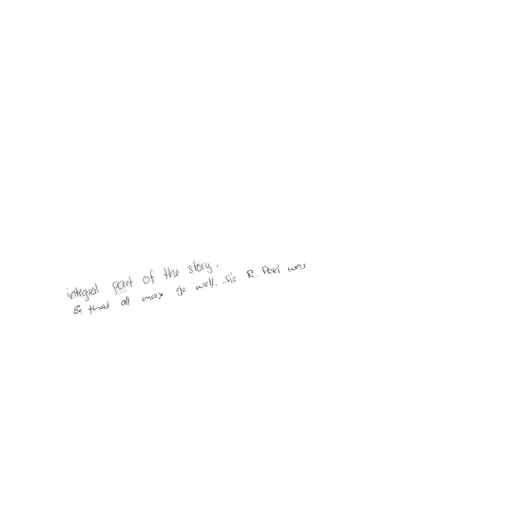 integral part of the story.
& that all may go well. Sir R. Peel was